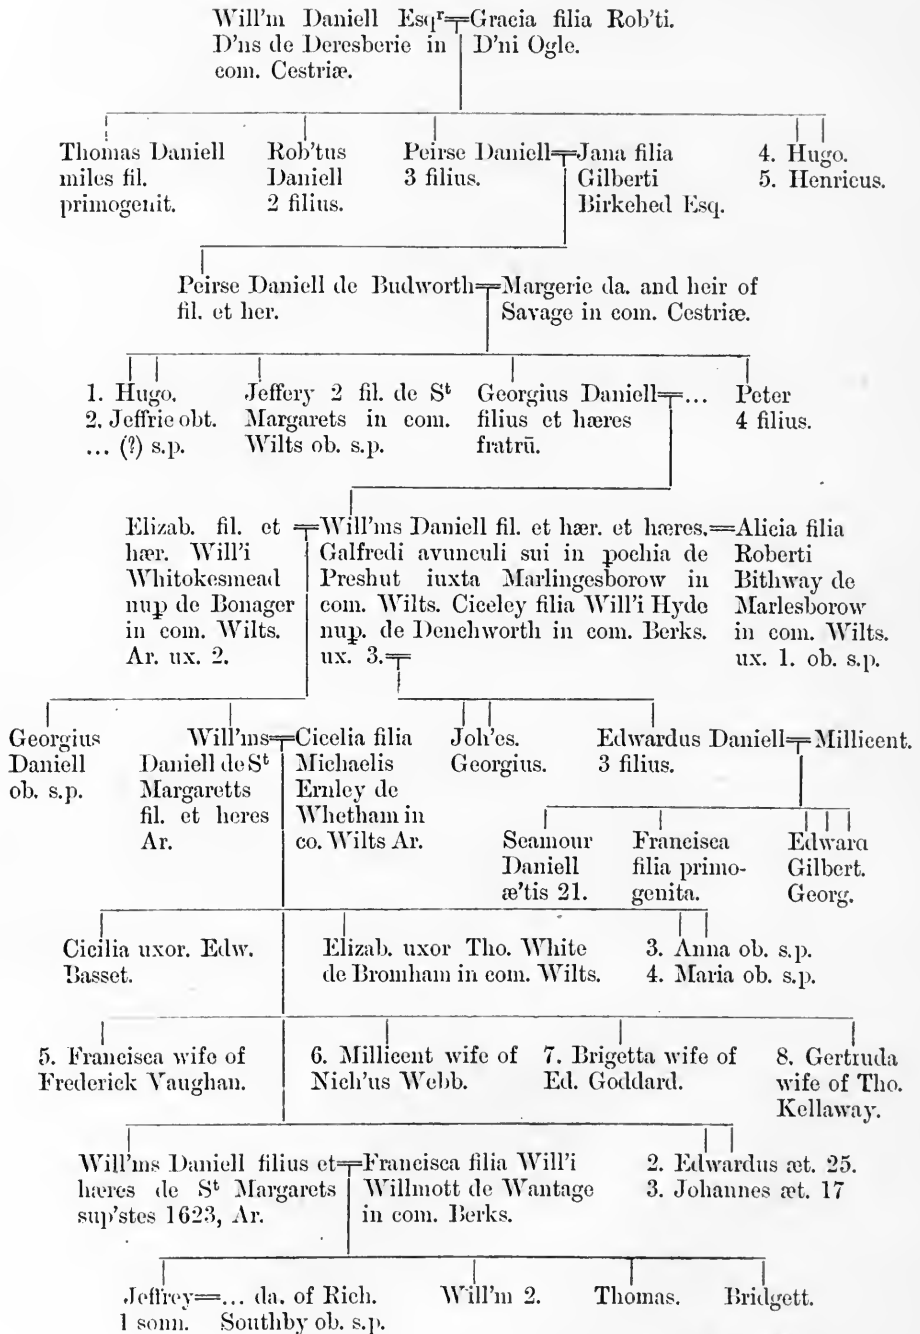 Will'm Daniell Esqʳ
D'ns de Deresberie in
com. Cestriæ.
Gracia filia Rob'ti.
D'ni Ogle.
Thomas Daniell
miles fil.
primogenit.
Rob'tus
Daniell
2 filius.
Peirse Daniell
3 filius.
Jana filia
Gilberti
Birkehed Esq.
4. Hugo.
5. Henricus.
Peirse Daniell de Budworth
fil. et her.
Margerie da. and heir of
Savage in com. Cestriæ.
1. Hugo.
2. Jeffrie obt.
... (?) s.p.
Jeffery 2 fil. de Sᵗ
Margarets in com.
Wilts ob. s.p.
Georgius Daniell
filius et hæres
fratrū.
...
Peter
4 filius.
Elizab. fil. et
hær. Will'i
Whitokesmead
nuꝑ de Bonager
in com. Wilts.
Ar. ux. 2.
Will'ms Daniell fil. et hær. et hæres.
Galfredi avunculi sui in ꝑochia de
Preshut iuxta Marlingesborow in
com. Wilts. Ciceley filia Will'i Hyde
nuꝑ. de Denchworth in com. Berks.
ux. 3.
Alicia filia
Roberti
Bithway de
Marlesborow
in com. Wilts.
ux. 1. ob. s.p.
Georgius
Daniell
ob. s.p.
Will'ms
Daniell de Sᵗ
Margaretts
fil. et heres
Ar.
Cicelia filia
Michaelis
Ernley de
Whetham in
co. Wilts Ar.
Joh'es.
Georgius.
Edwardus Daniell
3 filius.
Millicent.
Seamour
Daniell
æ'tis 21.
Francisca
filia primo-
genita.
Edward
Gilbert.
Georg.
Cicilia uxor. Edw.
Basset.
Elizab. uxor Tho. White
de Bromham in com. Wilts.
3. Anna ob. s.p.
4. Maria ob. s.p.
5. Francisca wife of
Frederick Vaughan.
6. Millicent wife of
Nich'us Webb.
7. Brigetta wife of
Ed. Goddard.
8. Gertruda
wife of Tho.
Kellaway.
Will'ms Daniell filius et
hæres de Sᵗ Margarets
sup'stes 1623, Ar.
Francisca filia Will'i
Willmott de Wantage
in com. Berks.
2. Edwardus æt. 25.
3. Johannes æt. 17
Jeffrey
1 sonn.
... da. of Rich.
Southby ob. s.p.
Will'm 2.
Thomas.
Bridgett.